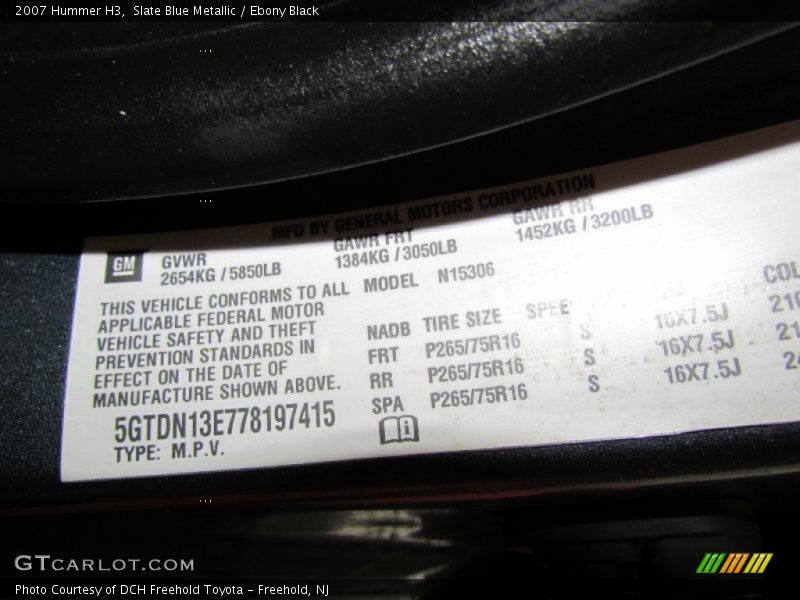 2007 Hummer H3, Slate Blue Metallic / Ebony Black
MFD BY GENERAL MOTORS CORPORATION
GM
GVWR
2654KG / 5850LB
GAWR FRT
1384KG / 3050LB
GAWR RR
1452KG / 3200LB
THIS VEHICLE CONFORMS TO ALL
APPLICABLE FEDERAL MOTOR
VEHICLE SAFETY AND THEFT
PREVENTION STANDARDS IN
EFFECT ON THE DATE OF
MANUFACTURE SHOWN ABOVE.
5GTDN13E778197415
TYPE: M.P.V.
MODEL N15306
NADB TIRE SIZE SPEE COL
FRT P265/75R16 S 16X7.5J 210
RR P265/75R16 S 16X7.5J 21
SPA P265/75R16 S 16X7.5J
GTCARLOT.COM
Photo Courtesy of DCH Freehold Toyota - Freehold, NJ